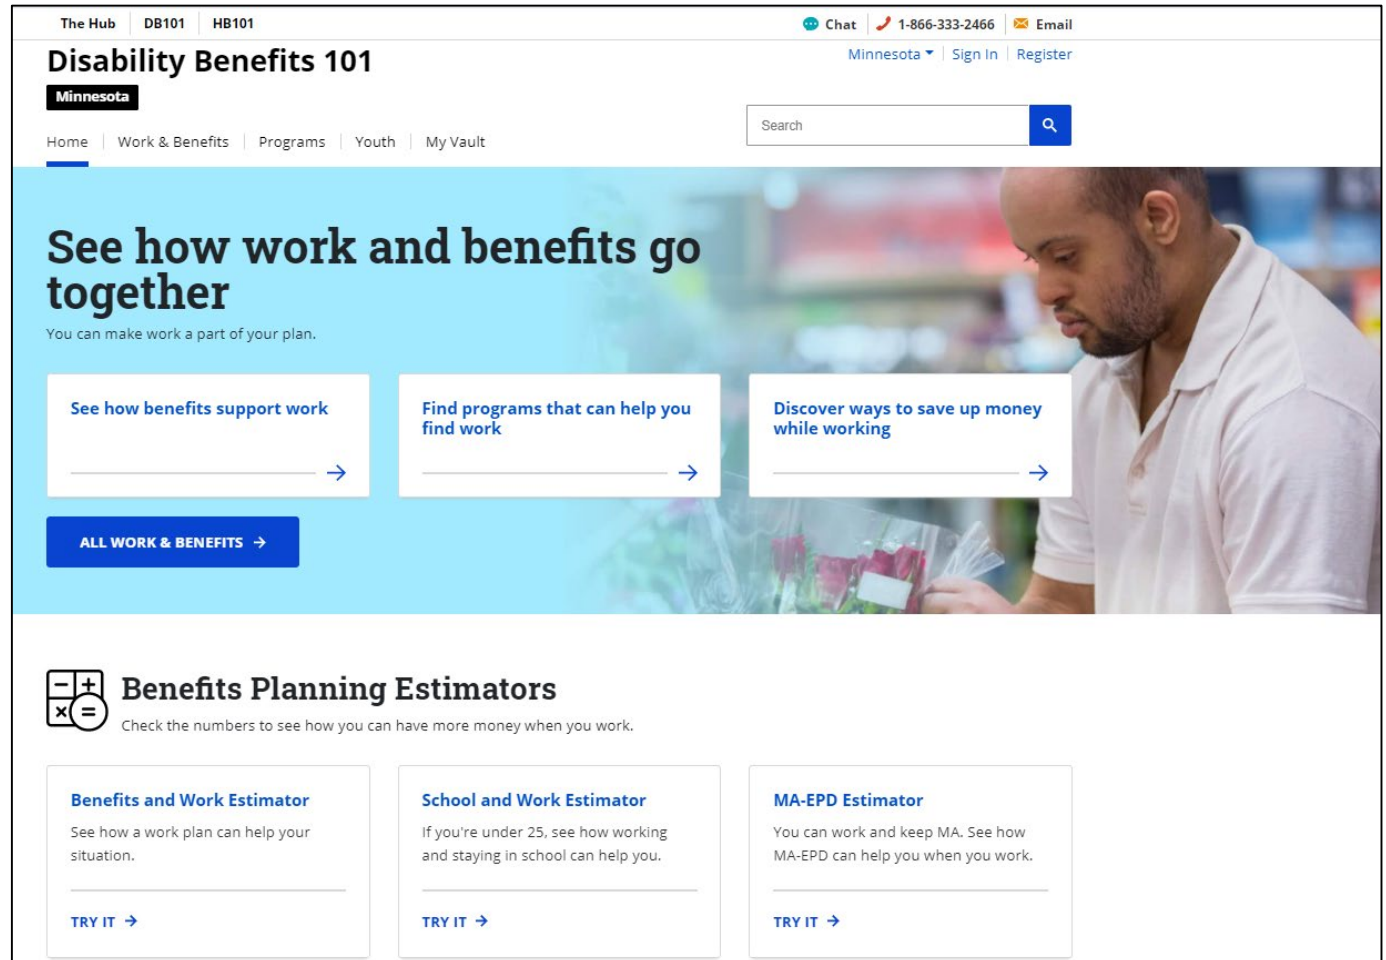 The Hub DB101 HB101 Chat 1-866-333-2466 Email
Disability Benefits 101
Minnesota Sign In Register
Minnesota
Search
Home Work & Benefits Programs Youth My Vault
See how work and benefits go
together
You can make work a part of your plan.
See how benefits support work
Find programs that can help you
find work
Discover ways to save up money
while working
ALL WORK & BENEFITS
Benefits Planning Estimators
Check the numbers to see how you can have more money when you work.
Benefits and Work Estimator
See how a work plan can help your
situation.
TRY IT
School and Work Estimator
If you're under 25, see how working
and staying in school can help you.
TRY IT
MA-EPD Estimator
You can work and keep MA. See how
MA-EPD can help you when you work.
TRY IT